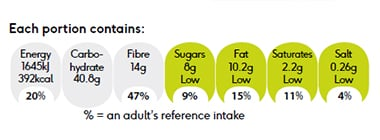 Each portion contains:
Energy Carbo- Fibre Sugars Fat Saturates Salt
1645kJ hydrate 14g 8g 10.2g 2.2g 0.26g
392kcal 40.8g Low Low Low Low
20% 47% 9% 15% 11% 4%
% = an adult's reference intake